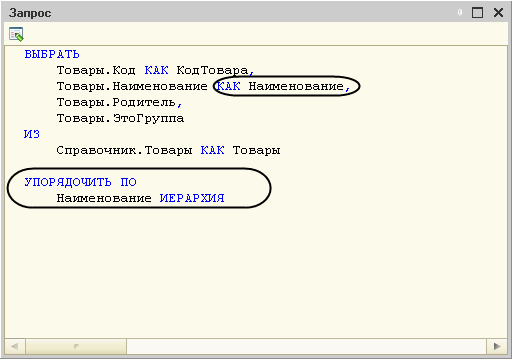 Запрос
ВЫБРАТЬ
Товары.Код КАК КодТовара,
Товары.Наименование КАК Наименование,
Товары.Родитель,
Товары.ЭтоГруппа
ИЗ
Справочник.Товары КАК Товары
УПОРЯДОЧИТЬ ПО
Наименование ИЕРАРХИЯ